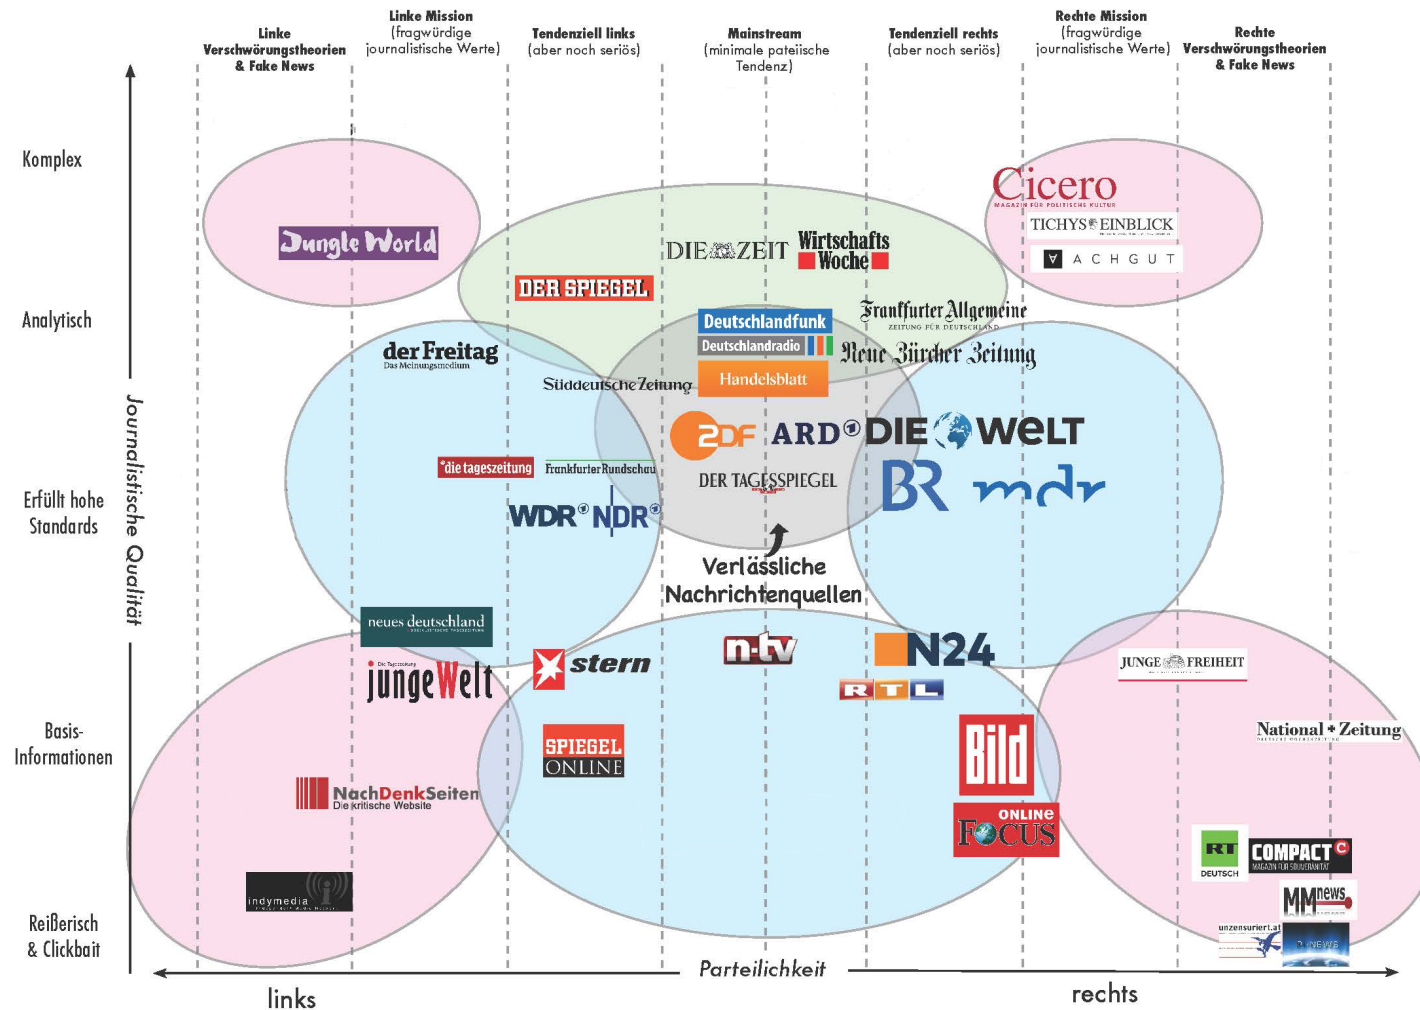 Linke
Verschwörungstheorien
& Fake News
Linke Mission
(fragwürdige
journalistische Werte)
Tendenziell links
(aber noch seriös)
Mainstream
(minimale pateiische
Tendenz)
Tendenziell rechts
(aber noch seriös)
Rechte Mission
(fragwürdige
journalistische Werte)
Rechte
Verschwörungstheorien
& Fake News
Komplex
Analytisch
Journalistische Qualität
Erfüllt hohe
Standards
Basis-
Informationen
Reißerisch
& Clickbait
Jungle World
Cicero
MAGAZIN FÜR POLITISCHE KULTUR
TICHYS EINBLICK
ACHGUT
DIE ZEIT
Wirtschafts
Woche
DER SPIEGEL
Deutschlandfunk
Deutschlandradio
Handelsblatt
Frankfurter Allgemeine
ZEITUNG FÜR DEUTSCHLAND
Neue Zürcher Zeitung
der Freitag
Das Meinungsmedium
Süddeutsche Zeitung
ZDF
ARD
DIE WELT
die tageszeitung
Frankfurter Rundschau
DER TAGESSPIEGEL
BR
mdr
WDR
NDR
Verlässliche
Nachrichtenquellen
neues deutschland
Die Tageszeitung
jungeWelt
stern
n-tv
N24
RTL
JUNGE FREIHEIT
SPIEGEL
ONLINE
Bild
National Zeitung
NachDenkSeiten
Die kritische Website
ONLINE
FOCUS
RT
DEUTSCH
COMPACT
MAGAZIN FÜR SOUVERÄNITÄT
indymedia
MMnews
unzensuriert.at
Parteilichkeit
links
rechts